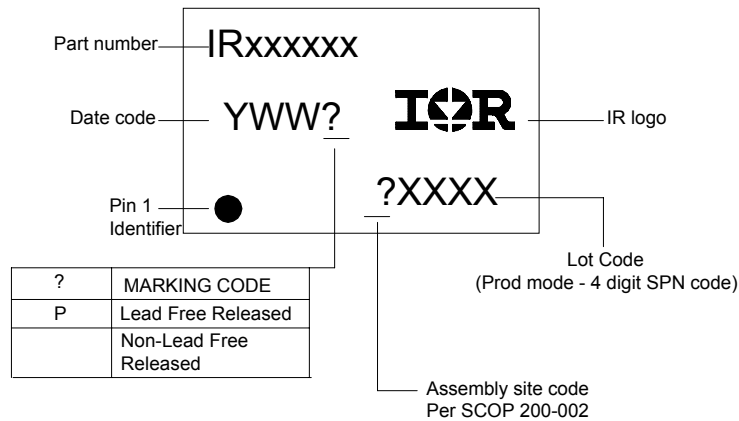 Part number
IRxxxxxx
Date code
YWW?
IOR
IR logo
?XXXX
Pin 1
Identifier
Lot Code
(Prod mode - 4 digit SPN code)
? MARKING CODE
P Lead Free Released
Non-Lead Free
Released
Assembly site code
Per SCOP 200-002